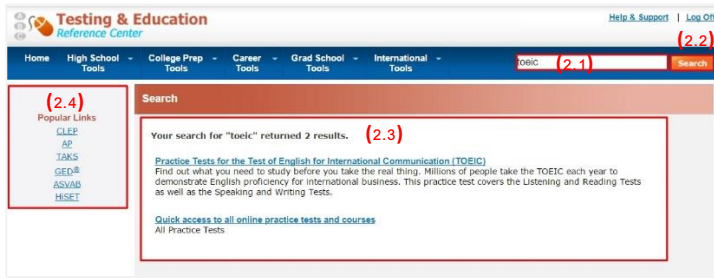 Testing & Education
Reference Center
Help & Support | Log Off
(2.2)
Home High School Tools College Prep Tools Career Tools Grad School Tools International Tools
toeic (2.1) Search
(2.4)
Popular Links
CLEP
AP
TAKS
GED®
ASVAB
HiSET
Search
Your search for "toeic" returned 2 results. (2.3)
Practice Tests for the Test of English for International Communication (TOEIC)
Find out what you need to study before you take the real thing. Millions of people take the TOEIC each year to
demonstrate English proficiency for international business. This practice test covers the Listening and Reading Tests
as well as the Speaking and Writing Tests.
Quick access to all online practice tests and courses
All Practice Tests